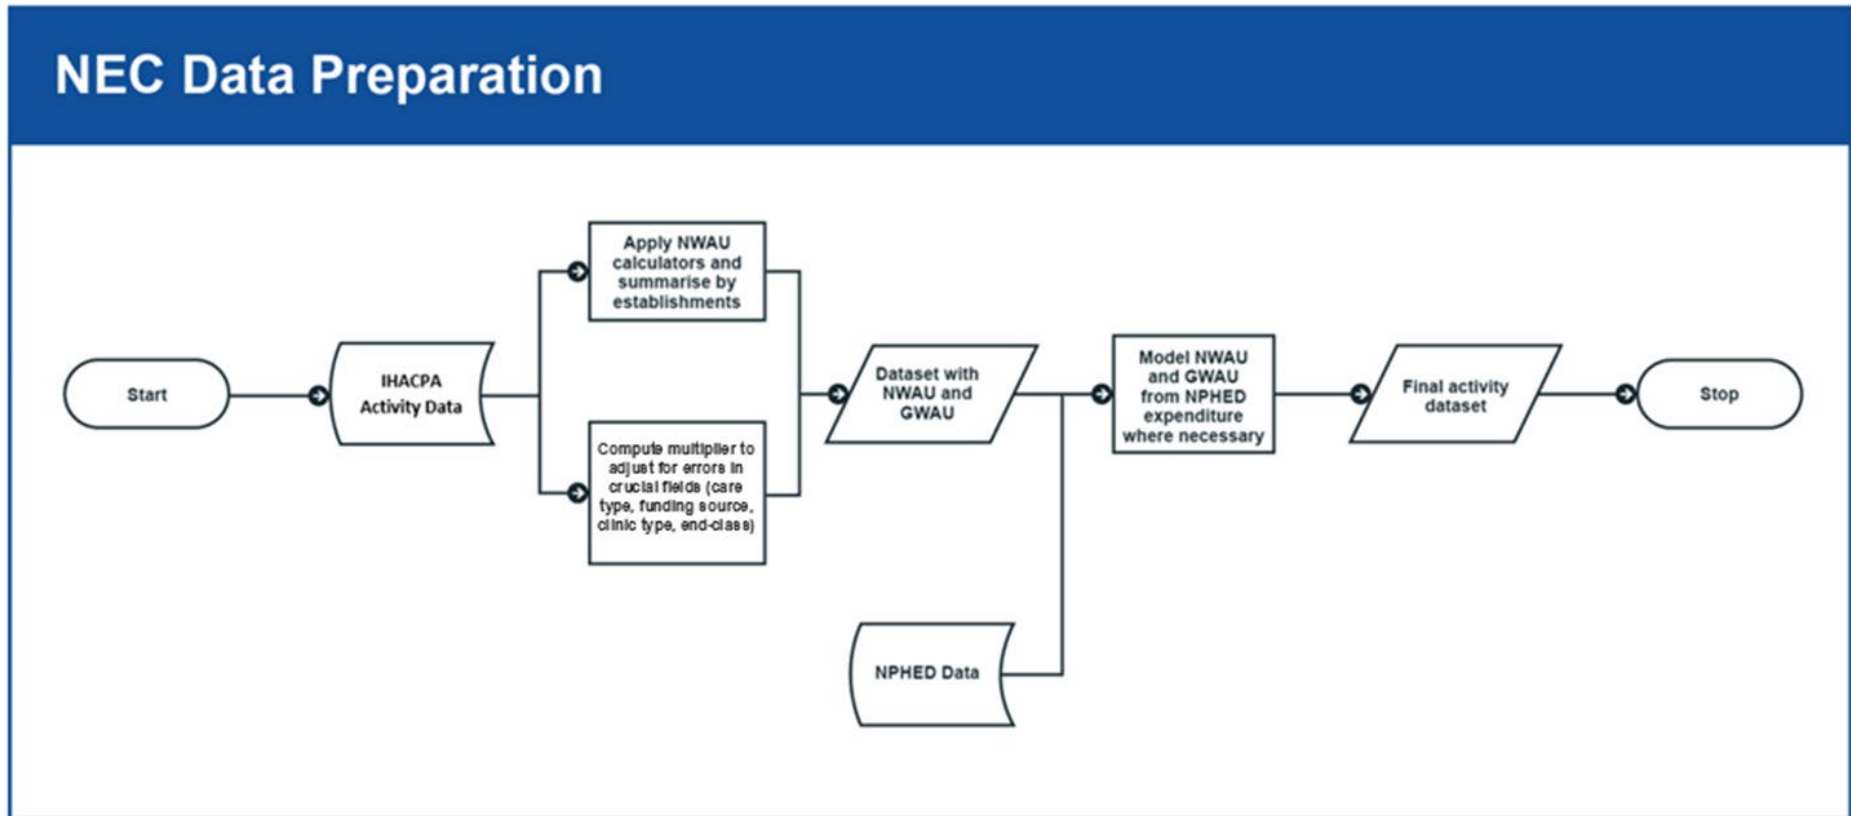 NEC Data Preparation
Start
IHACPA
Activity Data
Apply NWAU
calculators and
summarise by
establishments
Compute multiplier to
adjust for errors in
crucial fields (care
type, funding source,
clinic type, end-class)
Dataset with
NWAU and
GWAU
NPHED Data
Model NWAU
and GWAU
from NPHED
expenditure
where necessary
Final activity
dataset
Stop